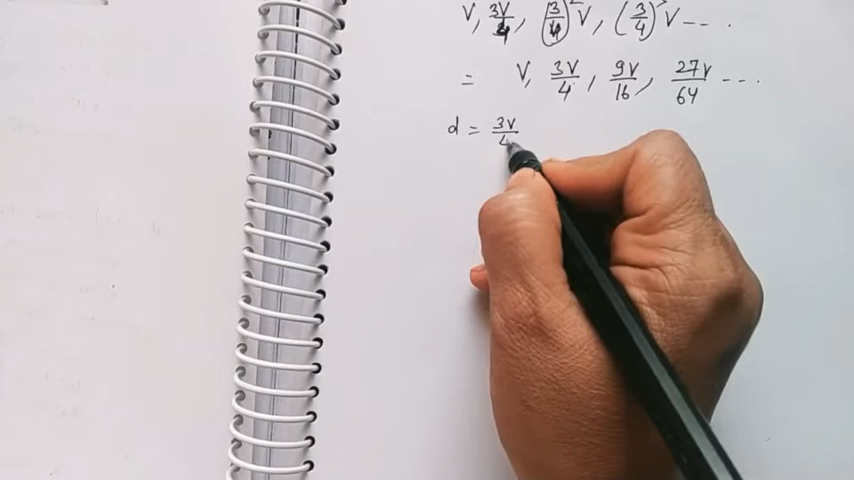 V, 3V/4, (3/4)²V, (3/4)³V --- .
= V, 3V/4, 9V/16, 27V/64 --- .
d = 3V/4